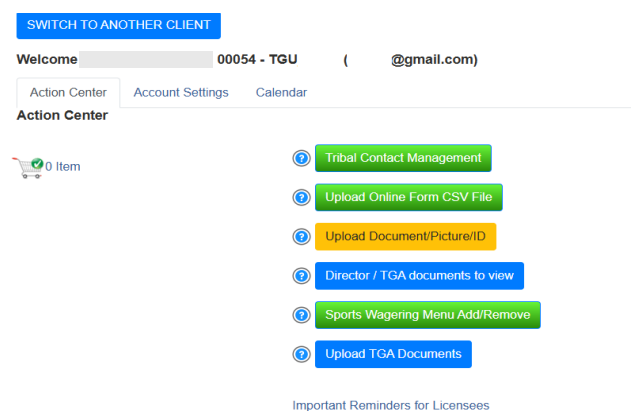 SWITCH TO ANOTHER CLIENT
Welcome 00054 - TGU ( @gmail.com)
Action Center Account Settings Calendar
Action Center
0 Item
? Tribal Contact Management
? Upload Online Form CSV File
? Upload Document/Picture/ID
? Director / TGA documents to view
? Sports Wagering Menu Add/Remove
? Upload TGA Documents
Important Reminders for Licensees